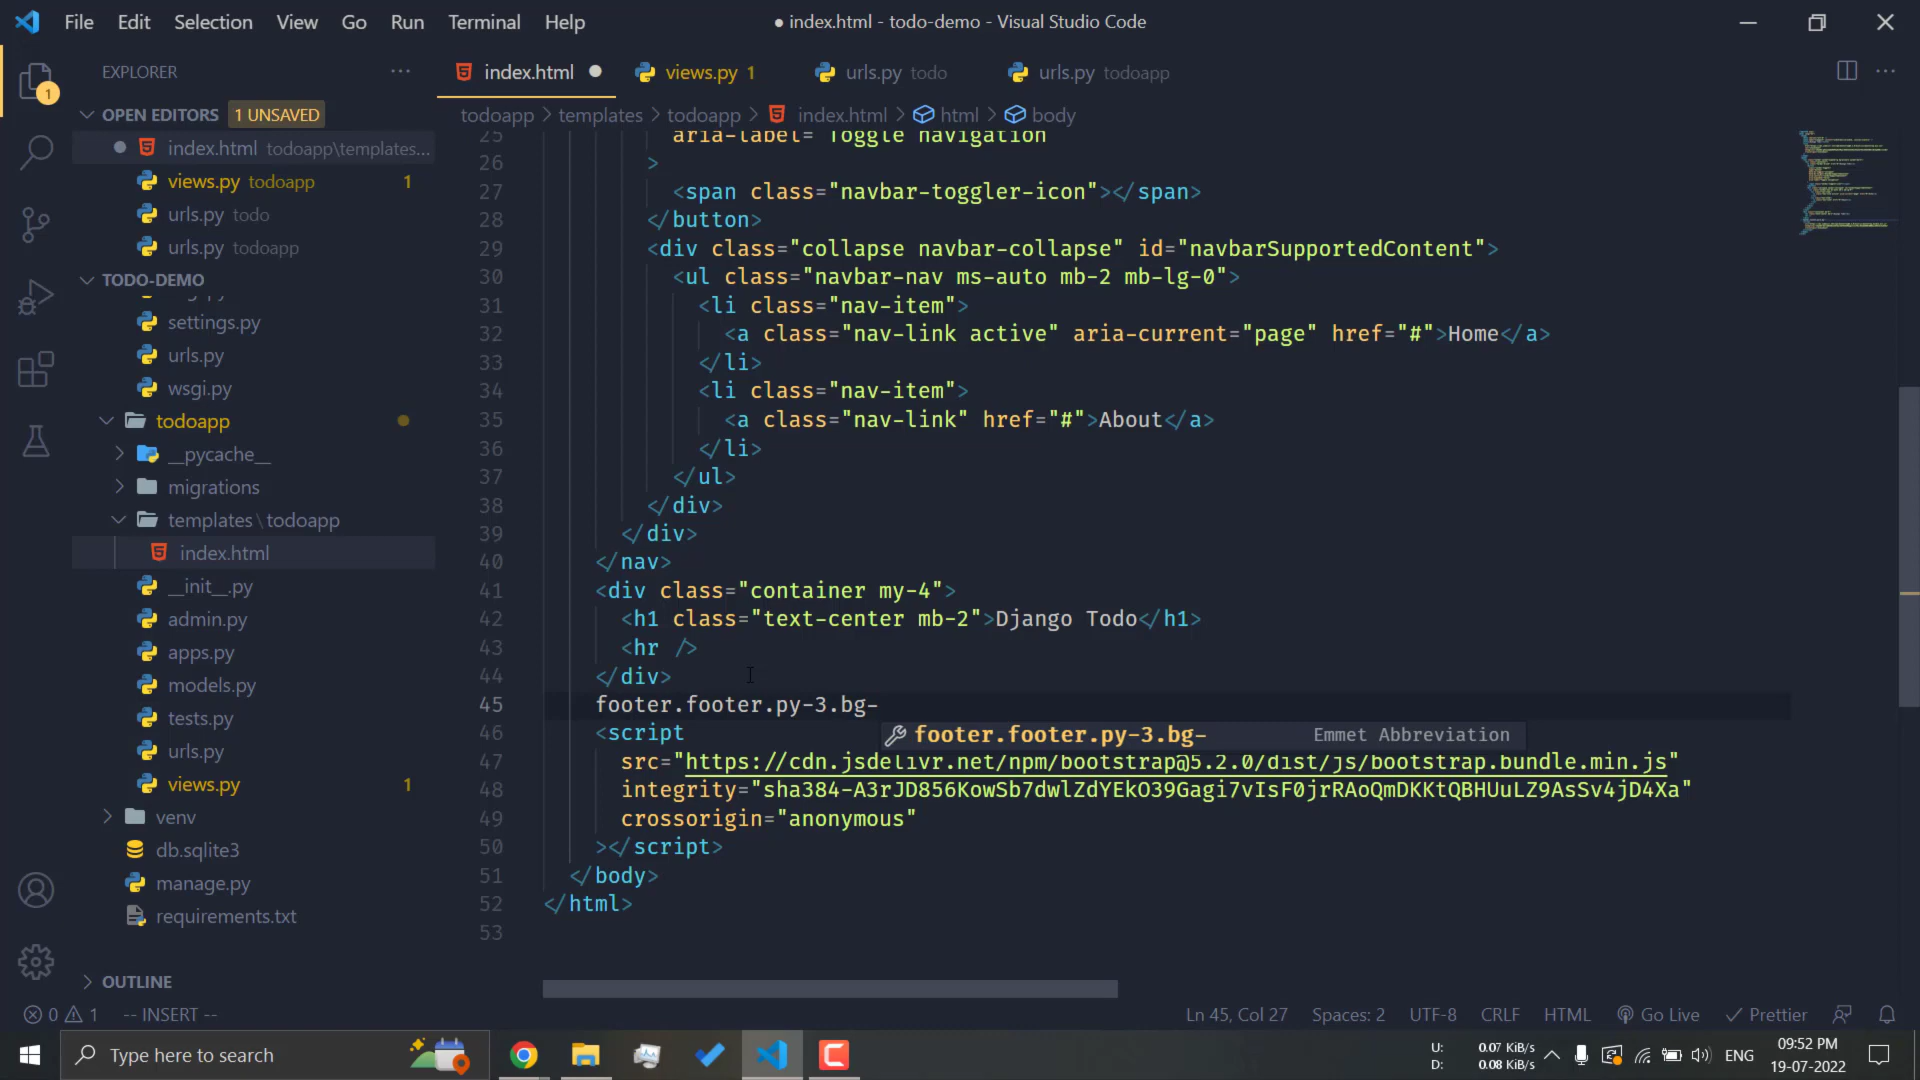 File Edit Selection View Go Run Terminal Help
● index.html - todo-demo - Visual Studio Code
EXPLORER
index.html
views.py 1
urls.py todo
urls.py todoapp
1
OPEN EDITORS 1 UNSAVED
index.html todoapp\templates...
views.py todoapp 1
urls.py todo
urls.py todoapp
TODO-DEMO
settings.py
urls.py
wsgi.py
todoapp
__pycache__
migrations
templates\todoapp
index.html
__init__.py
admin.py
apps.py
models.py
tests.py
urls.py
views.py 1
venv
db.sqlite3
manage.py
requirements.txt
OUTLINE
todoapp > templates > todoapp > index.html > html > body
25 aria-label="Toggle navigation
26 >
27 <span class="navbar-toggler-icon"></span>
28 </button>
29 <div class="collapse navbar-collapse" id="navbarSupportedContent">
30 <ul class="navbar-nav ms-auto mb-2 mb-lg-0">
31 <li class="nav-item">
32 <a class="nav-link active" aria-current="page" href="#">Home</a>
33 </li>
34 <li class="nav-item">
35 <a class="nav-link" href="#">About</a>
36 </li>
37 </ul>
38 </div>
39 </div>
40 </nav>
41 <div class="container my-4">
42 <h1 class="text-center mb-2">Django Todo</h1>
43 <hr />
44 </div>
45 footer.footer.py-3.bg-
46 <script
footer.footer.py-3.bg- Emmet Abbreviation
47 src="https://cdn.jsdelivr.net/npm/bootstrap@5.2.0/dist/js/bootstrap.bundle.min.js"
48 integrity="sha384-A3rJD856KowSb7dwlZdYEkO39Gagi7vIsF0jrRAoQmDKKtQBHUuLZ9AsSv4jD4Xa"
49 crossorigin="anonymous"
50 ></script>
51 </body>
52 </html>
53
0 1 -- INSERT --
Ln 45, Col 27 Spaces: 2 UTF-8 CRLF HTML Go Live Prettier
Type here to search
U: 0.07 KiB/s
D: 0.08 KiB/s
ENG
09:52 PM
19-07-2022